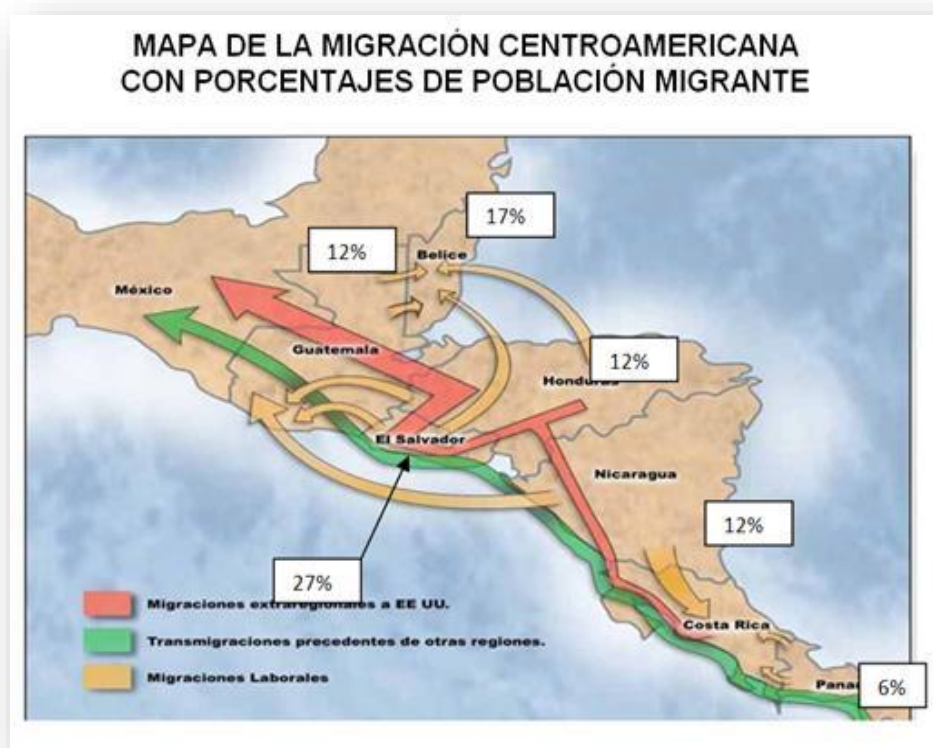 MAPA DE LA MIGRACIÓN CENTROAMERICANA
CON PORCENTAJES DE POBLACIÓN MIGRANTE
17%
12%
Belice
México
Guatemala
12%
Honduras
El Salvador
Nicaragua
12%
27%
Migraciones extraregionales a EE UU.
Costa Rica
Transmigraciones precedentes de otras regiones.
Migraciones Laborales
Pana
6%